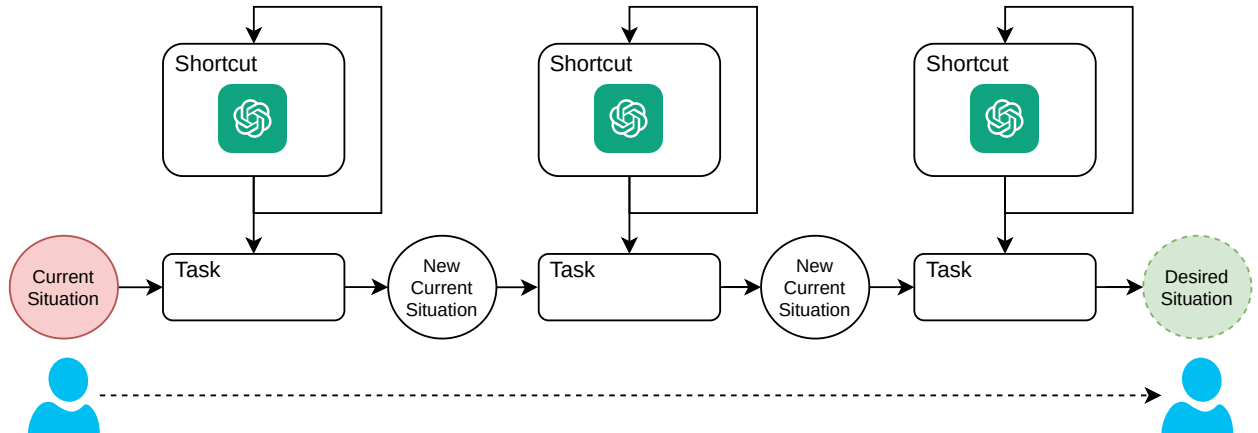 Shortcut
Shortcut
Shortcut
Current
Situation
Task
New
Current
Situation
Task
New
Current
Situation
Task
Desired
Situation